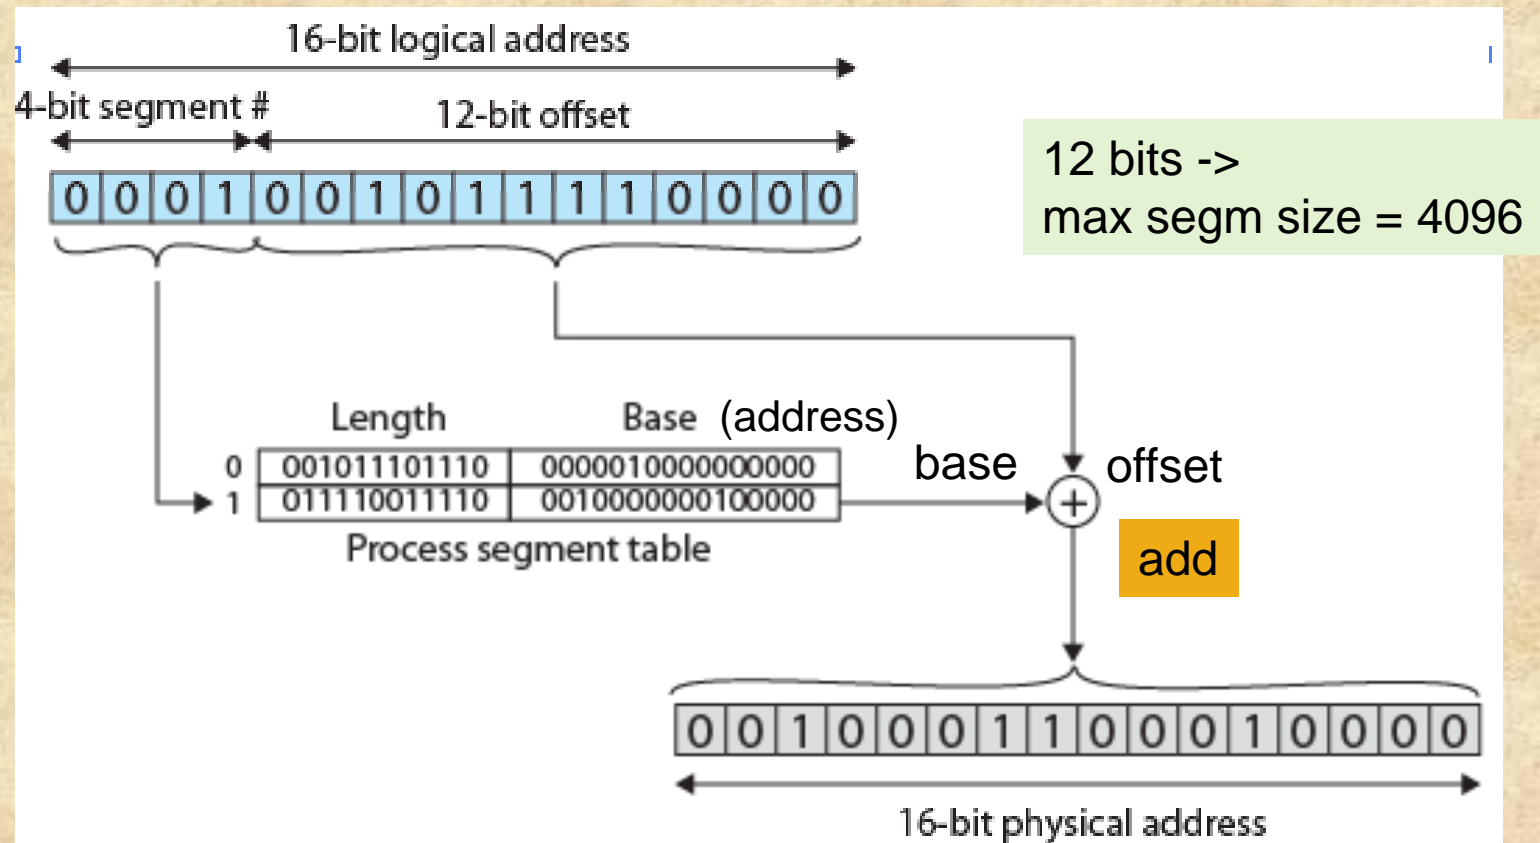 16-bit logical address
4-bit segment #
12-bit offset
0 0 0 1 0 0 1 0 1 1 1 1 0 0 0 0
12 bits ->
max segm size = 4096
Length Base (address)
base offset
0 001011101110 0000010000000000
1 011110011110 0010000000100000
+
Process segment table
add
0 0 1 0 0 0 1 1 0 0 0 1 0 0 0 0
16-bit physical address